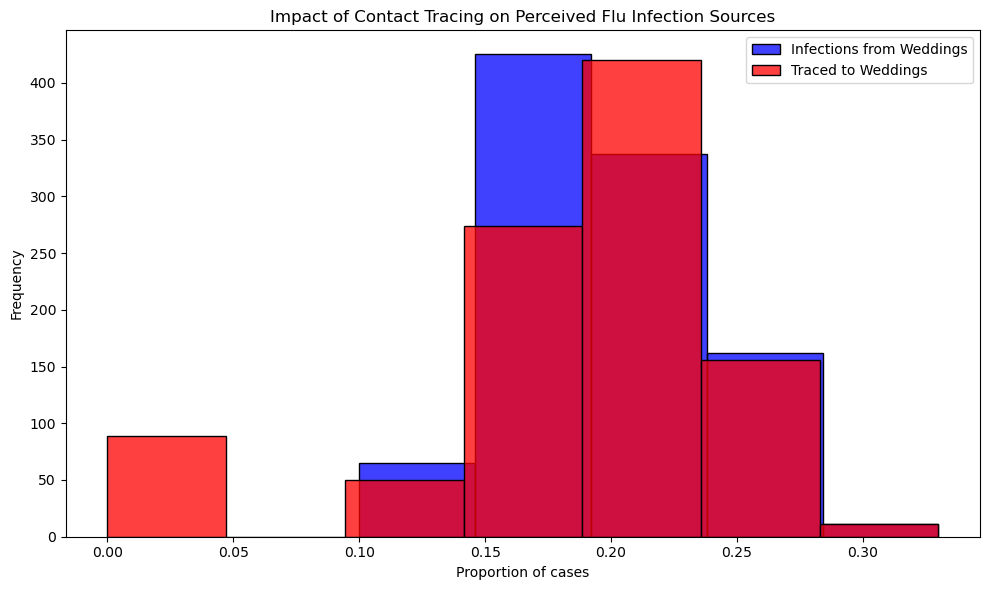 Impact of Contact Tracing on Perceived Flu Infection Sources
Infections from Weddings
Traced to Weddings
Frequency
400
350
300
250
200
150
100
50
0
0.00 0.05 0.10 0.15 0.20 0.25 0.30
Proportion of cases